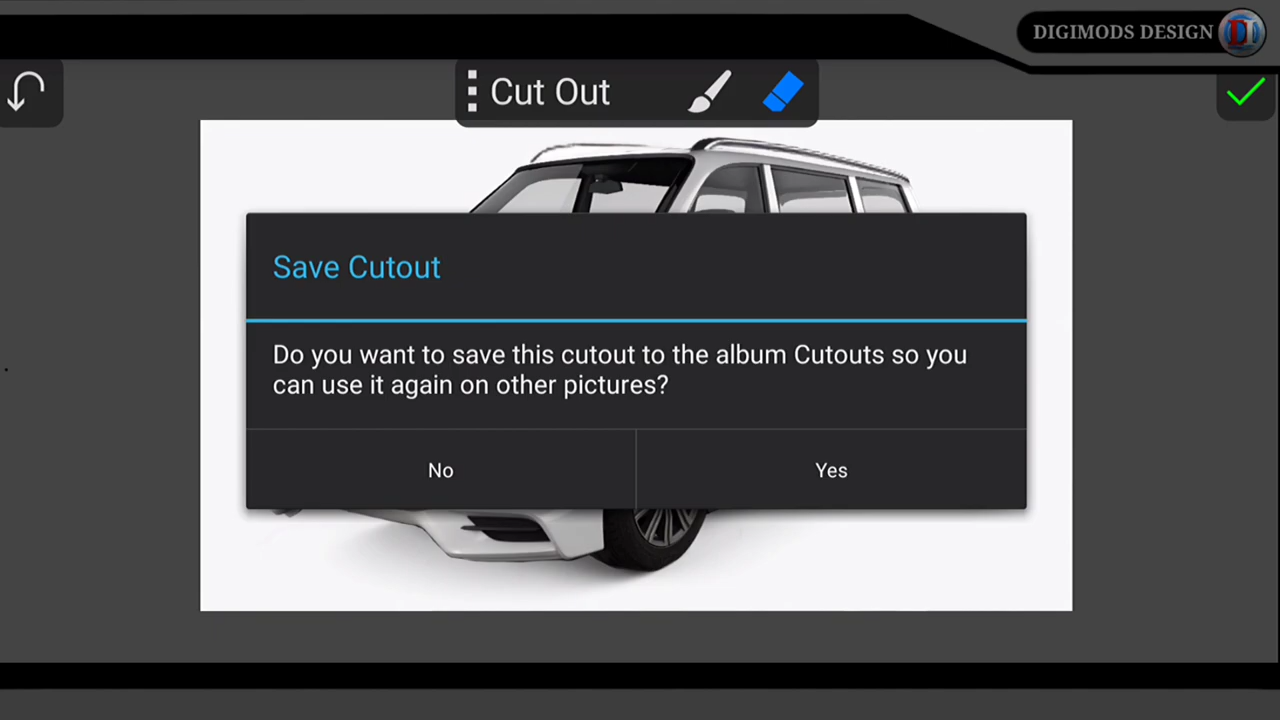 DIGIMODS DESIGN
Cut Out
Save Cutout
Do you want to save this cutout to the album Cutouts so you
can use it again on other pictures?
No
Yes